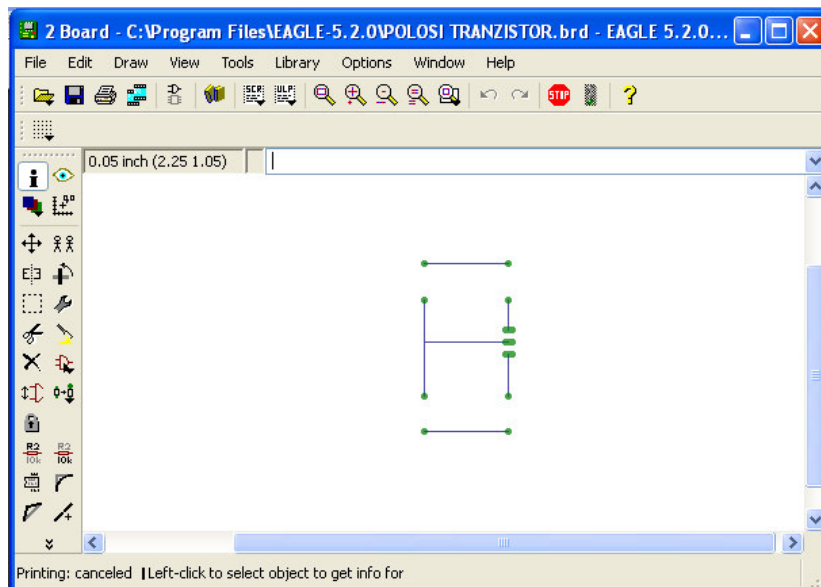 2 Board - C:\Program Files\EAGLE-5.2.0\POLOSI TRANZISTOR.brd - EAGLE 5.2.0...
File Edit Draw View Tools Library Options Window Help
SCR ULP STOP ?
0.05 inch (2.25 1.05)
i
R2 R2
10k 10k
Printing: canceled Left-click to select object to get info for